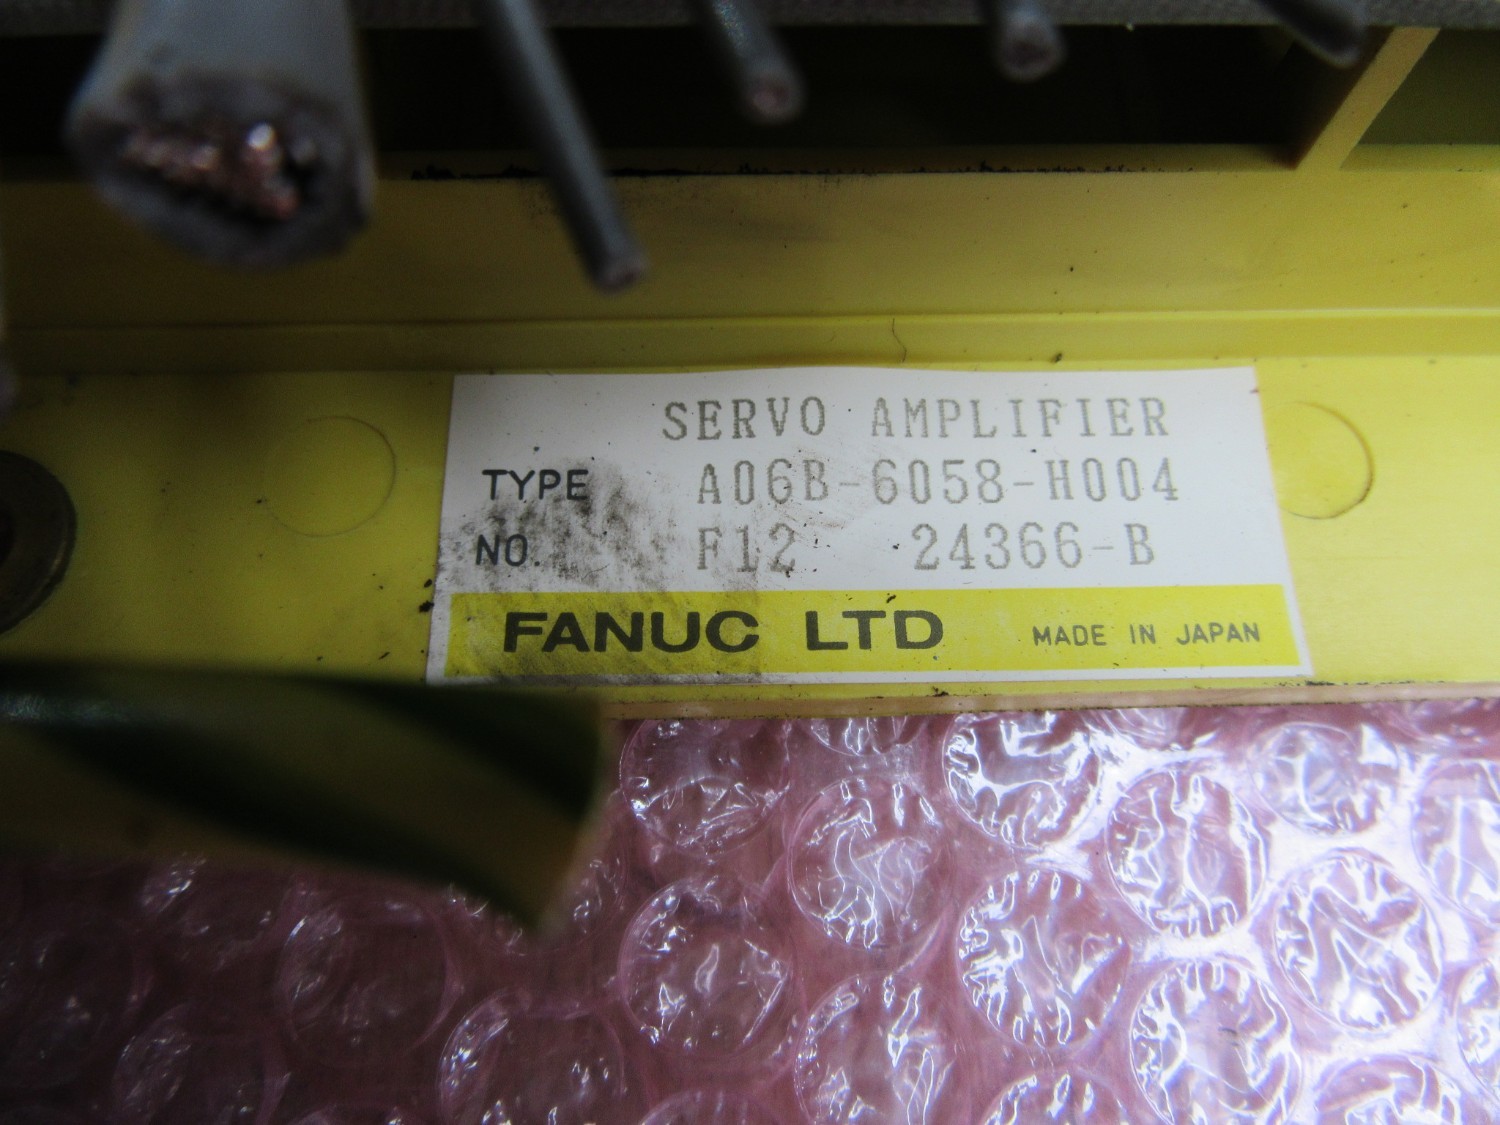 SERVO AMPLIFIER
TYPE A06B-6058-H004
NO. F12 24366-B
FANUC LTD MADE IN JAPAN